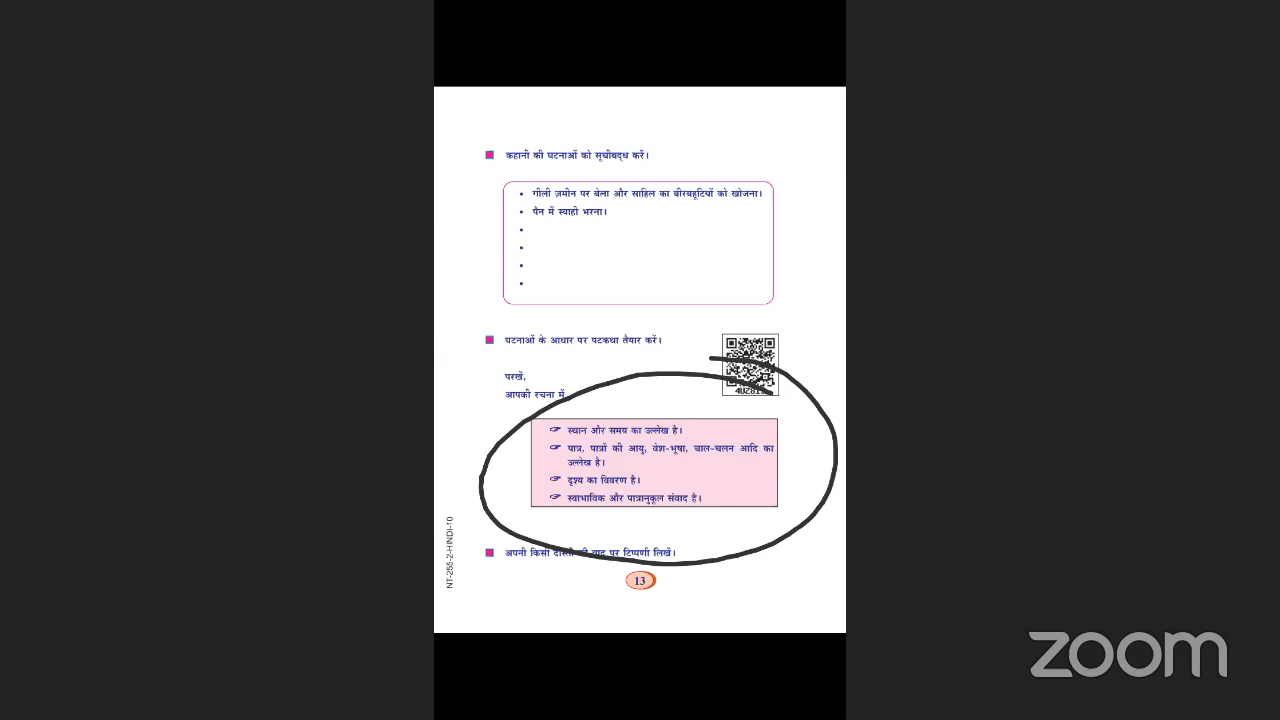 कहानी की घटनाओं को सूचीबद्ध करें।
• गीली ज़मीन पर बेला और साहिल का बीरबहूटियों को खोजना।
• पैन में स्याही भरना।
•
•
•
•
घटनाओं के आधार पर पटकथा तैयार करें।
परखें,
आपकी रचना में
स्थान और समय का उल्लेख है।
पात्र, पात्रों की आयु, वेश-भूषा, चाल-चलन आदि का
उल्लेख है।
दृश्य का विवरण है।
स्वाभाविक और पात्रानुकूल संवाद है।
अपनी किसी की याद पर टिप्पणी लिखें।
13
NT-255-2-HINDI-10
zoom